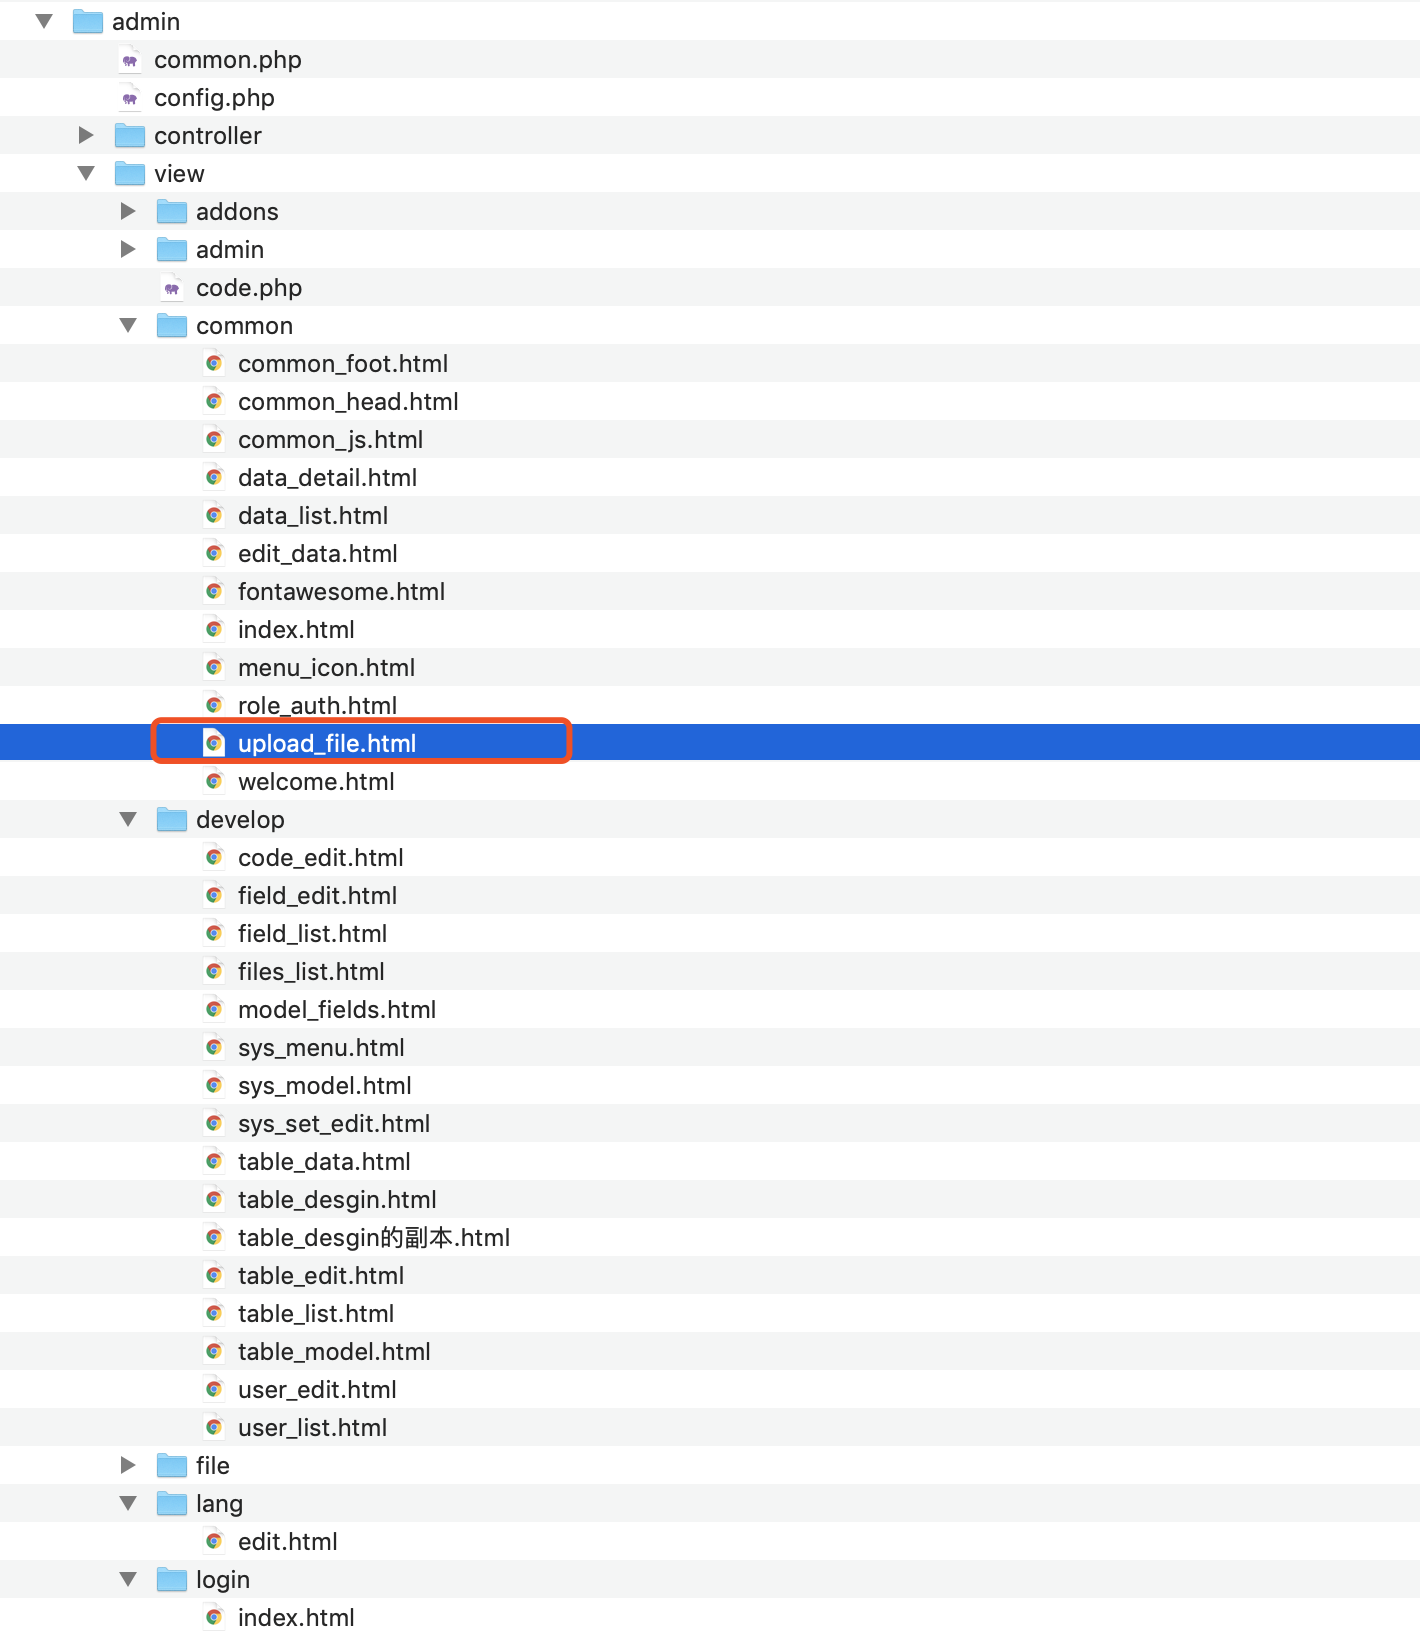 admin
common.php
config.php
controller
view
addons
admin
code.php
common
common_foot.html
common_head.html
common_js.html
data_detail.html
data_list.html
edit_data.html
fontawesome.html
index.html
menu_icon.html
role_auth.html
upload_file.html
welcome.html
develop
code_edit.html
field_edit.html
field_list.html
files_list.html
model_fields.html
sys_menu.html
sys_model.html
sys_set_edit.html
table_data.html
table_desgin.html
table_desgin的副本.html
table_edit.html
table_list.html
table_model.html
user_edit.html
user_list.html
file
lang
edit.html
login
index.html